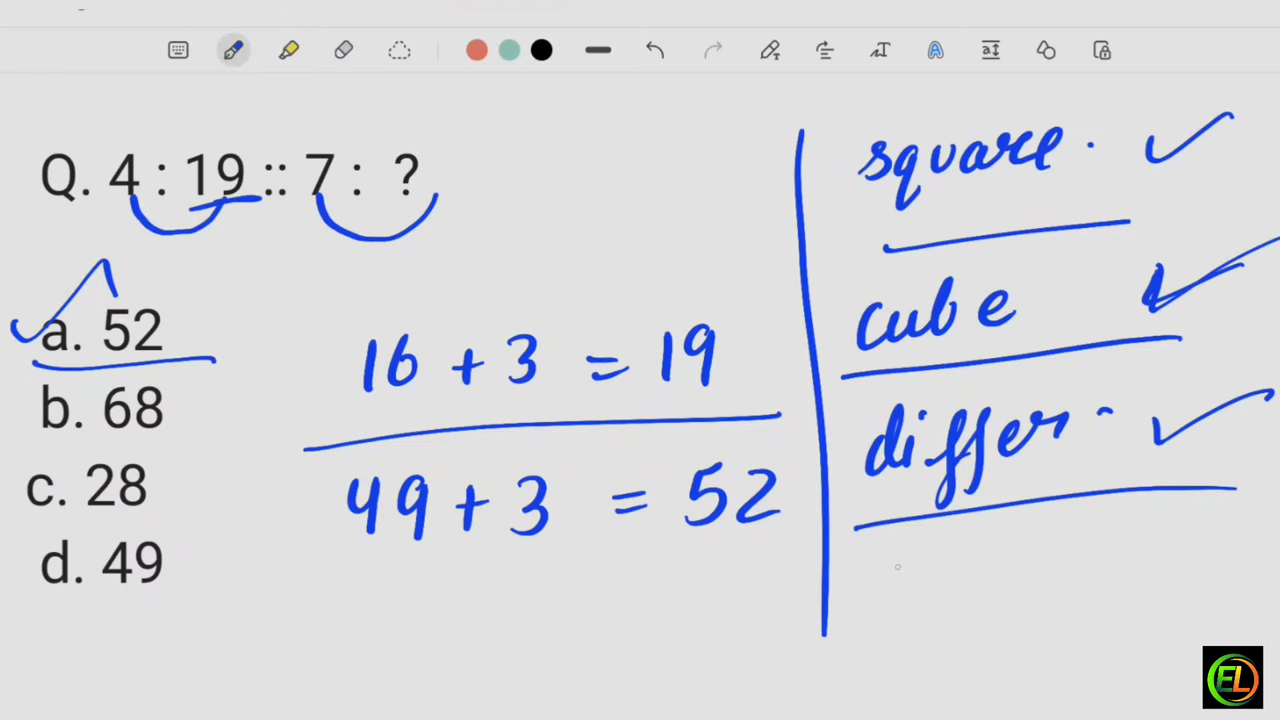 Q. 4 : 19 :: 7 : ?
a. 52
b. 68
c. 28
d. 49
16 + 3 = 19
49 + 3 = 52
square.
cube
differ
EL